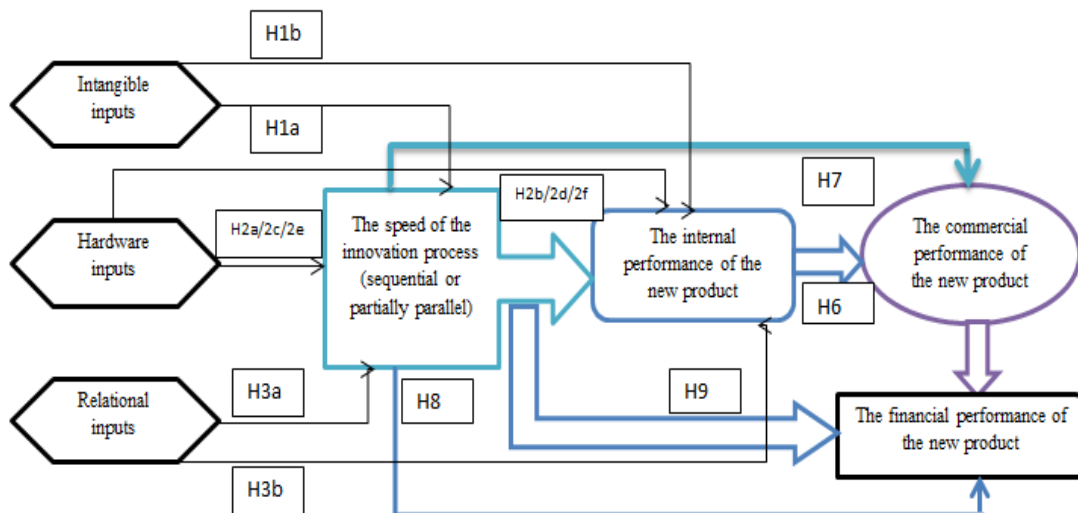 H1b
Intangible
inputs
H1a
H7
H2b/2d/2f
H2a/2c/2e
Hardware
inputs
The speed of the
innovation process
(sequential or
partially parallel)
The internal
performance of the
new product
The commercial
performance of
the new product
H6
H3a
H8
H9
Relational
inputs
The financial performance of
the new product
H3b